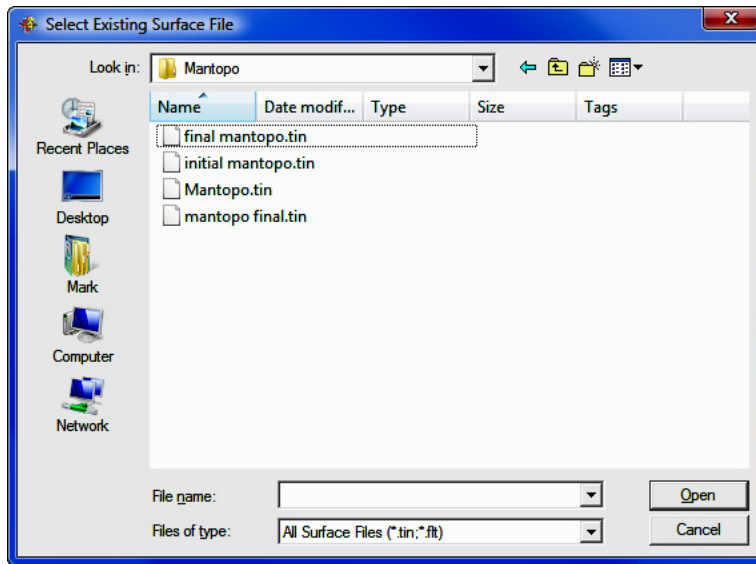 Select Existing Surface File
Look in: Mantopo
Name Date modif... Type Size Tags
final mantopo.tin
initial mantopo.tin
Mantopo.tin
mantopo final.tin
Recent Places
Desktop
Mark
Computer
Network
File name:
Open
Files of type: All Surface Files (*.tin;*.flt)
Cancel